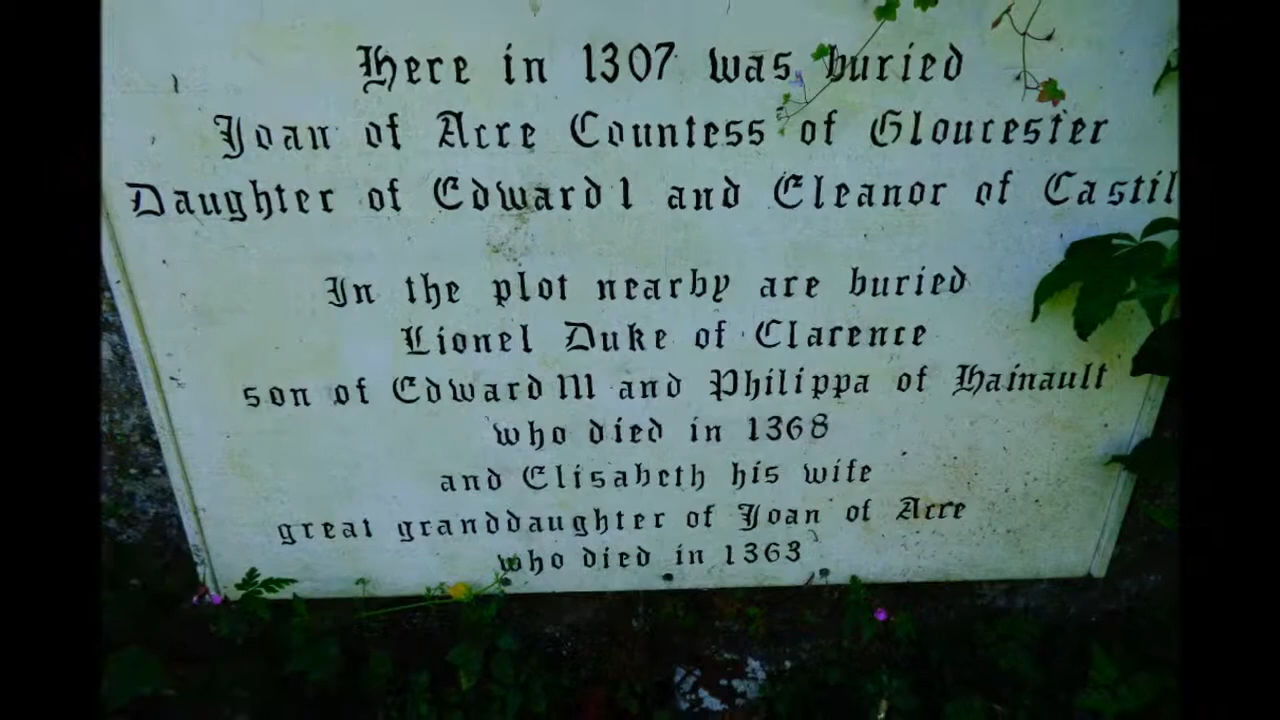 Here in 1307 was buried
Joan of Acre Countess of Gloucester
Daughter of Edward I and Eleanor of Castil
In the plot nearby are buried
Lionel Duke of Clarence
son of Edward III and Philippa of Hainault
who died in 1368
and Elisabeth his wife
great granddaughter of Joan of Acre
who died in 1363